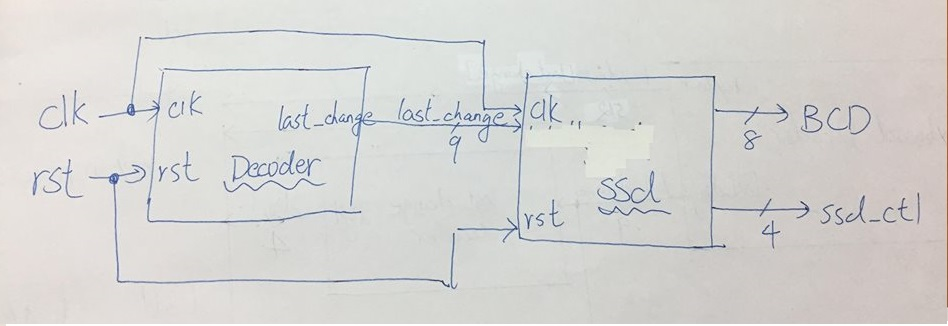 clk
clk
last_change
last_change
9
clk
8
BCD
rst
rst
Decoder
ssd
rst
4
ssd_ctl